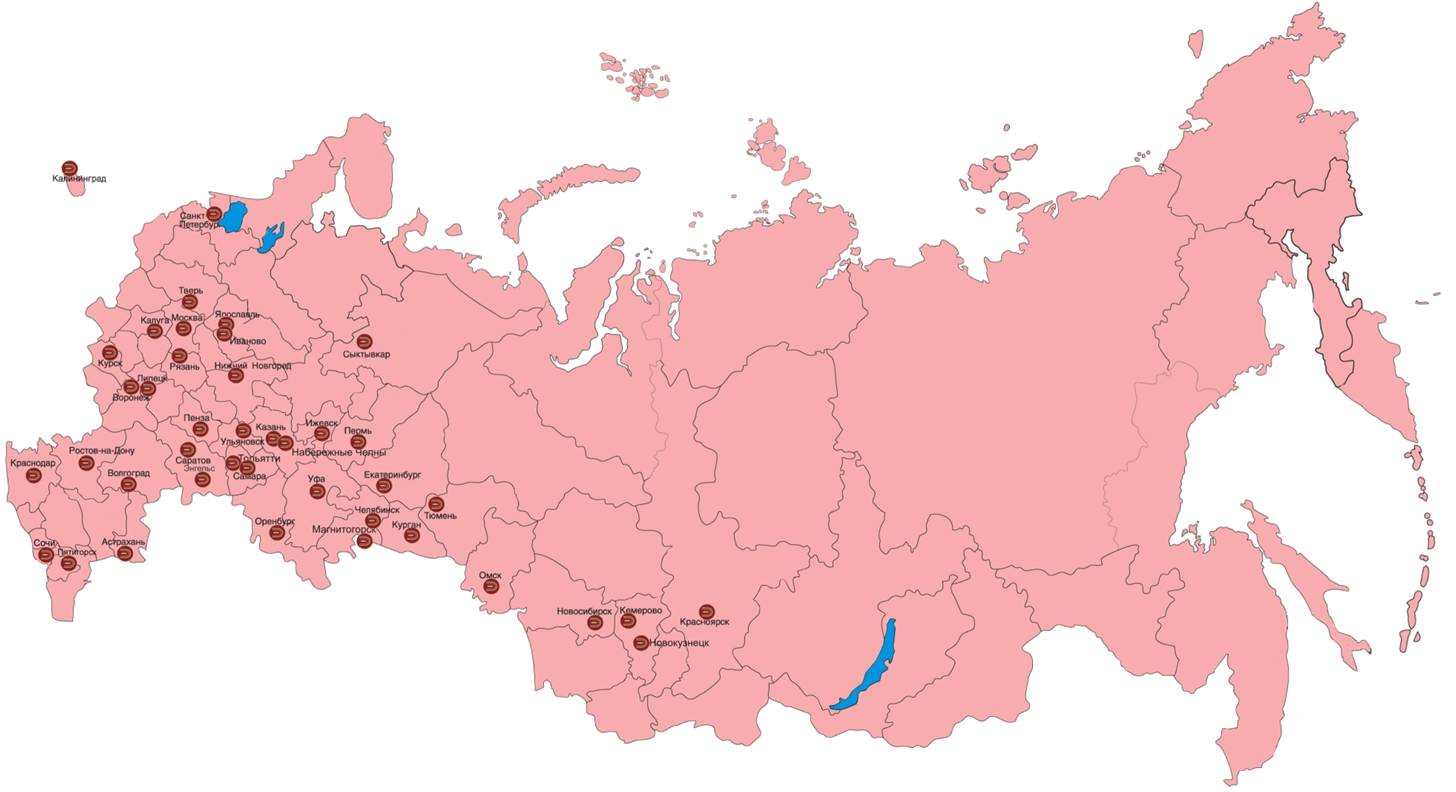 Калининград
Санкт-
Петербург
Тверь
Калуга
Москва
Ярославль
Иваново
Сыктывкар
Курск
Рязань
Нижний Новгород
Липецк
Воронеж
Пенза
Ульяновск
Казань
Ижевск
Пермь
Набережные Челны
Краснодар
Ростов-на-Дону
Волгоград
Саратов
Энгельс
Тольятти
Самара
Уфа
Екатеринбург
Тюмень
Оренбург
Челябинск
Магнитогорск
Курган
Сочи
Пятигорск
Астрахань
Омск
Новосибирск
Кемерово
Красноярск
Новокузнецк